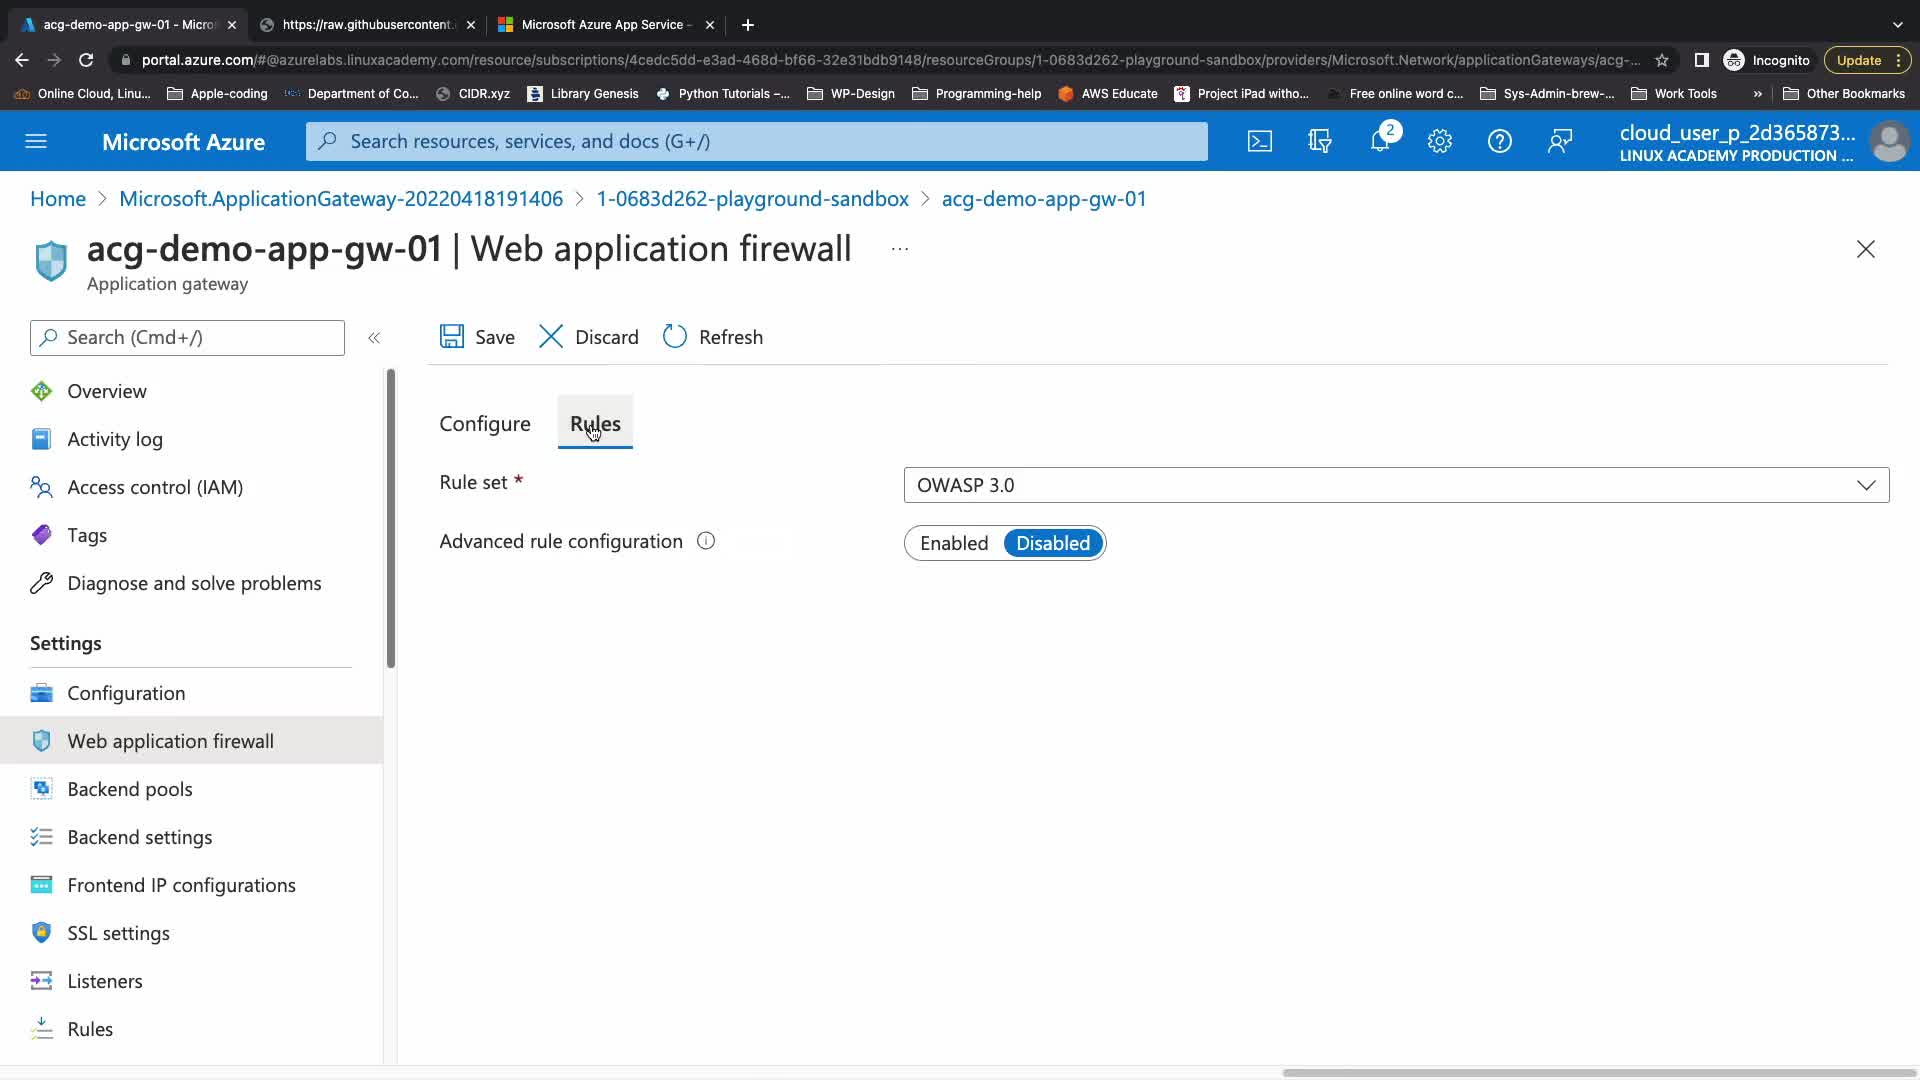 acg-demo-app-gw-01 - Micros
https://raw.githubusercontent.
Microsoft Azure App Service -
portal.azure.com/#@azurelabs.linuxacademy.com/resource/subscriptions/4cedc5dd-e3ad-468d-bf66-32e31bdb9148/resourceGroups/1-0683d262-playground-sandbox/providers/Microsoft.Network/applicationGateways/acg-...
Incognito
Update
Online Cloud, Linu...
Apple-coding
Department of Co...
CIDR.xyz
Library Genesis
Python Tutorials –...
WP-Design
Programming-help
AWS Educate
Project iPad witho...
Free online word c...
Sys-Admin-brew-...
Work Tools
»
Other Bookmarks
Microsoft Azure
Search resources, services, and docs (G+/)
2
cloud_user_p_2d365873...
LINUX ACADEMY PRODUCTION ...
Home > Microsoft.ApplicationGateway-20220418191406 > 1-0683d262-playground-sandbox > acg-demo-app-gw-01
acg-demo-app-gw-01 | Web application firewall ...
Application gateway
Search (Cmd+/)
«
Save
Discard
Refresh
Overview
Activity log
Access control (IAM)
Tags
Diagnose and solve problems
Settings
Configuration
Web application firewall
Backend pools
Backend settings
Frontend IP configurations
SSL settings
Listeners
Rules
Configure
Rules
Rule set *
OWASP 3.0
Advanced rule configuration
Enabled
Disabled